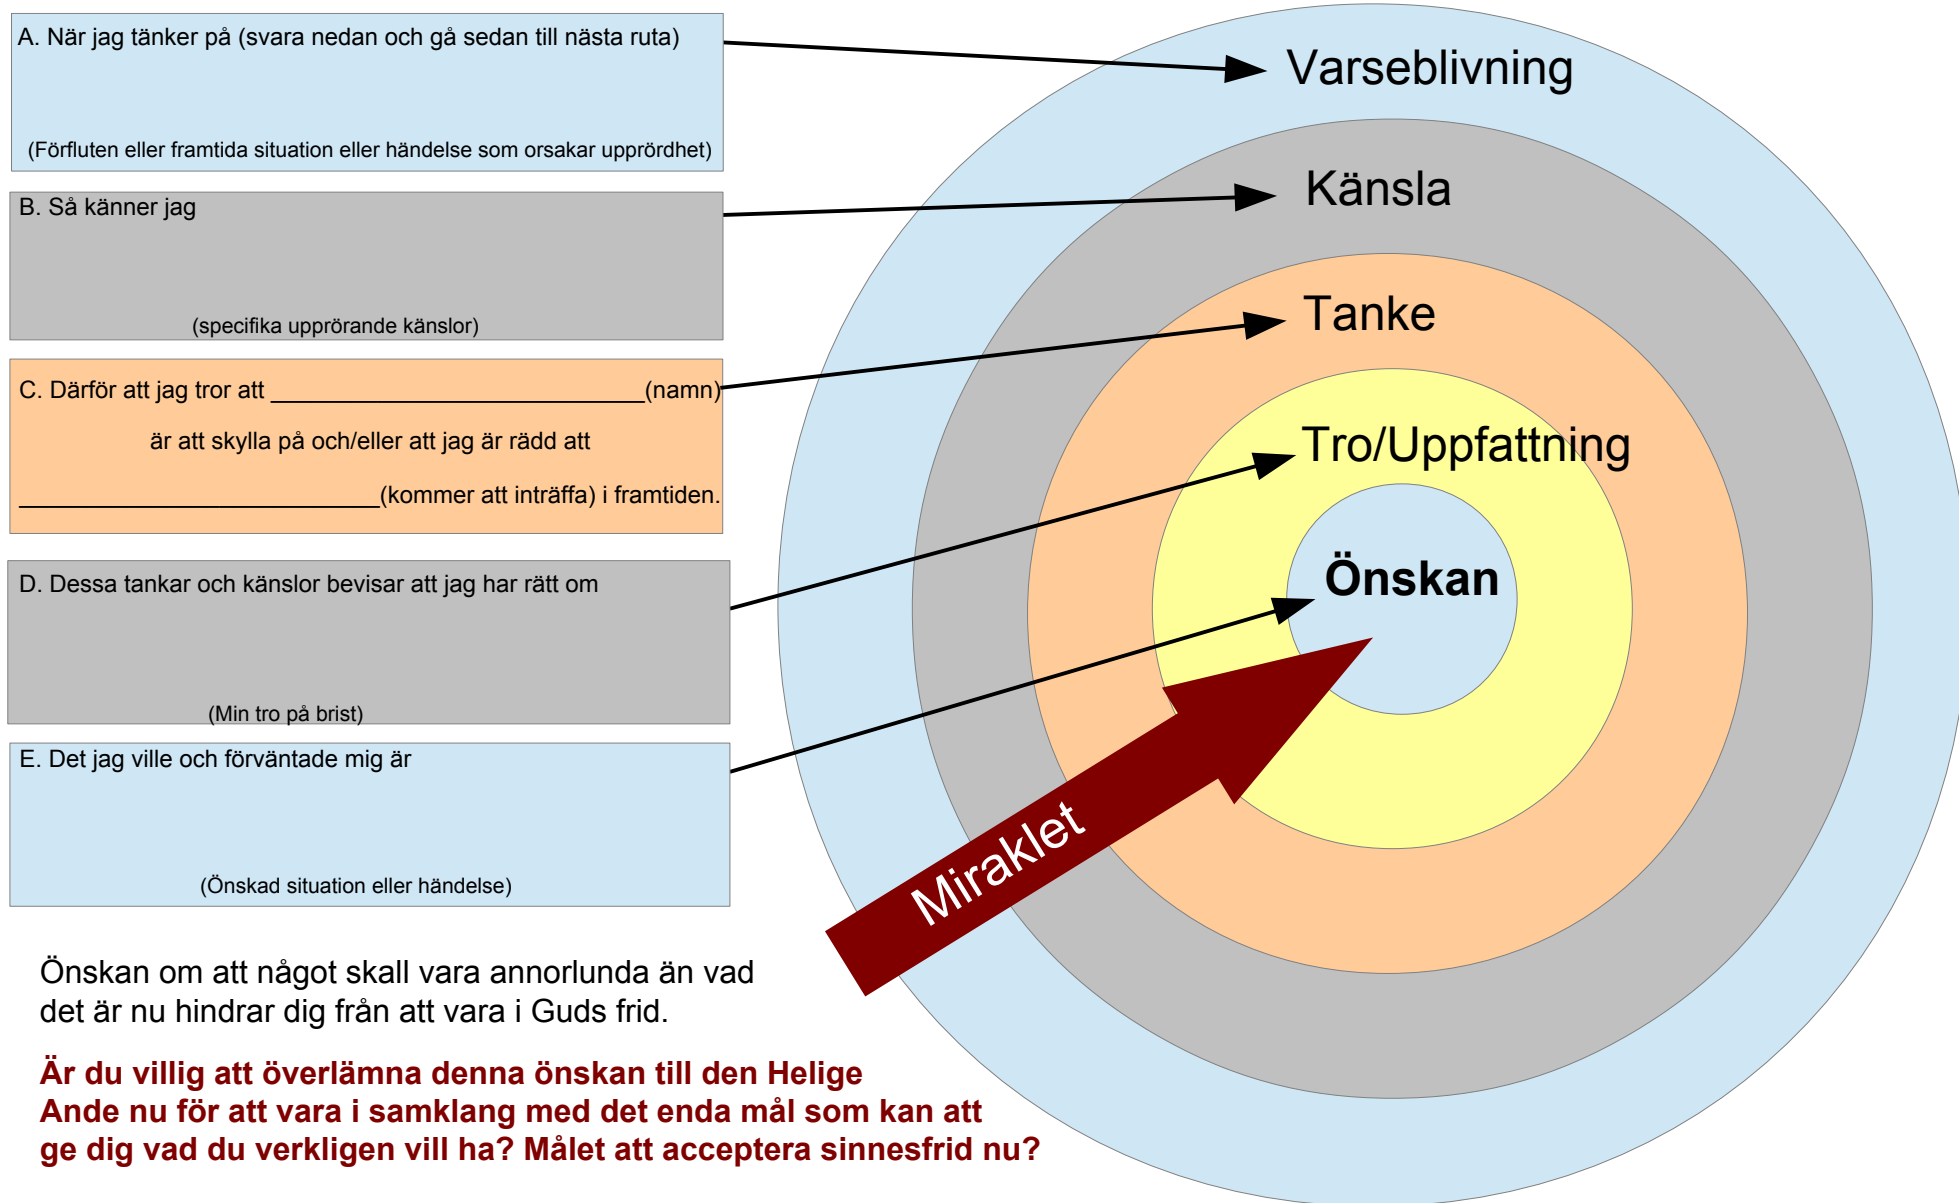 A. När jag tänker på (svara nedan och gå sedan till nästa ruta)
(Förfluten eller framtida situation eller händelse som orsakar upprördhet)
B. Så känner jag
(specifika upprörande känslor)
C. Därför att jag tror att ____________________________(namn)
är att skylla på och/eller att jag är rädd att
___________________________(kommer att inträffa) i framtiden.
D. Dessa tankar och känslor bevisar att jag har rätt om
(Min tro på brist)
E. Det jag ville och förväntade mig är
(Önskad situation eller händelse)
Varseblivning
Känsla
Tanke
Tro/Uppfattning
Önskan
Miraklet
Önskan om att något skall vara annorlunda än vad
det är nu hindrar dig från att vara i Guds frid.
Är du villig att överlämna denna önskan till den Helige
Ande nu för att vara i samklang med det enda mål som kan att
ge dig vad du verkligen vill ha? Målet att acceptera sinnesfrid nu?